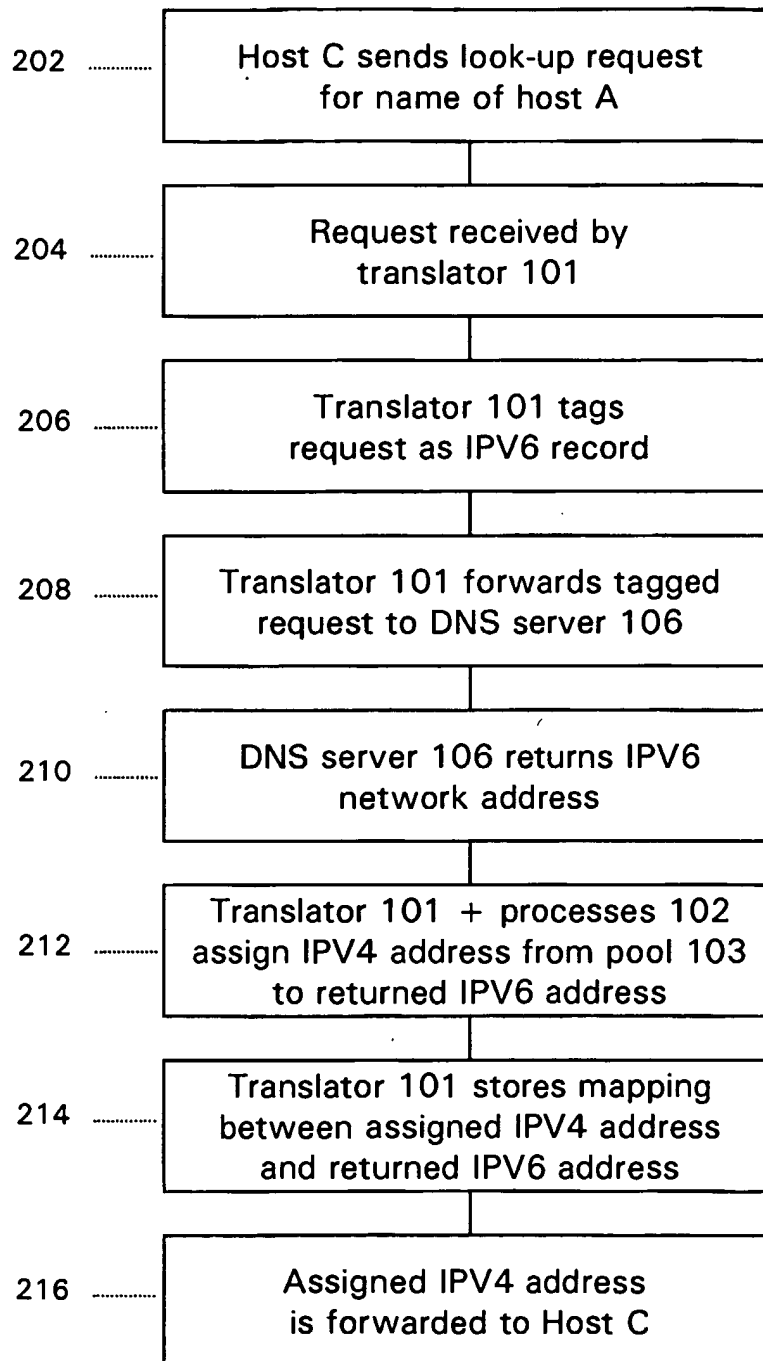 202
Host C sends look-up request
for name of host A
204
Request received by
translator 101
206
Translator 101 tags
request as IPV6 record
208
Translator 101 forwards tagged
request to DNS server 106
210
DNS server 106 returns IPV6
network address
212
Translator 101 + processes 102
assign IPV4 address from pool 103
to returned IPV6 address
214
Translator 101 stores mapping
between assigned IPV4 address
and returned IPV6 address
216
Assigned IPV4 address
is forwarded to Host C